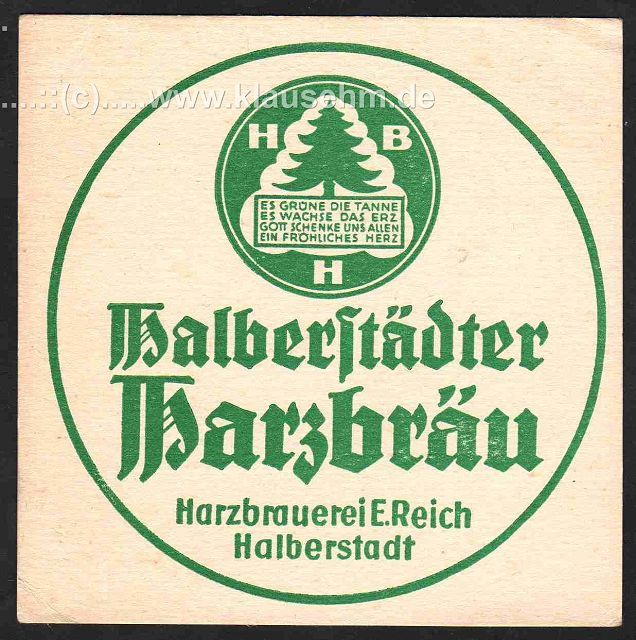 .....::(c).....www.klausehm.de
H B
ES GRÜNE DIE TANNE
ES WACHSE DAS ERZ
GOTT SCHENKE UNS ALLEN
EIN FRÖHLICHES HERZ
H
Halberſtädter
Harzbräu
Harzbrauerei E. Reich
Halberstadt